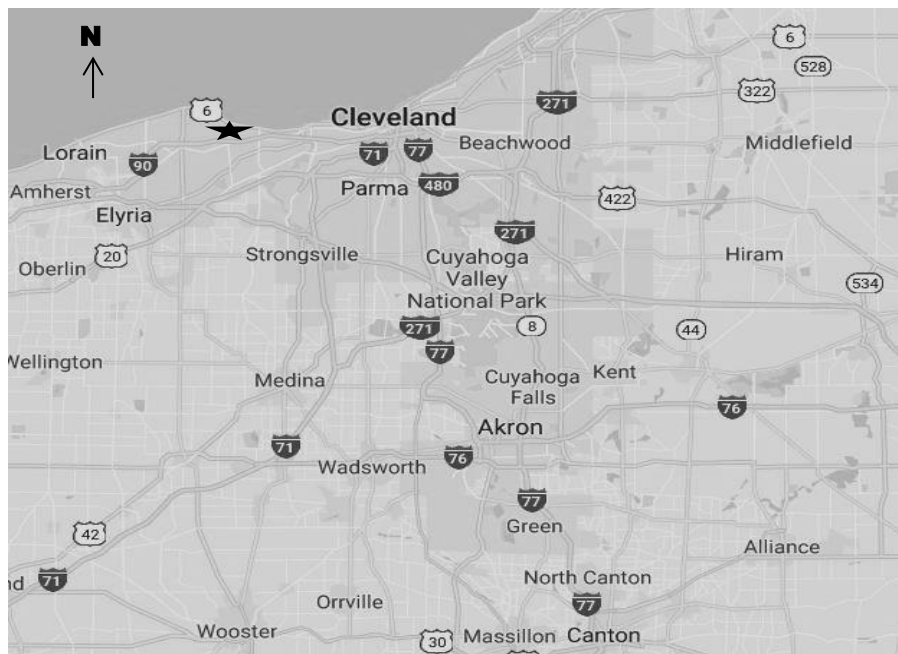 N
6
528
322
271
6
Cleveland
Beachwood
Middlefield
Lorain
90
71
77
Amherst
Parma
480
422
Elyria
271
20
Strongsville
Cuyahoga
Valley
National Park
Hiram
Oberlin
534
271
8
44
77
Wellington
Medina
Cuyahoga
Falls
Kent
76
Akron
71
Wadsworth
76
77
Green
42
Alliance
71
nd
North Canton
Orrville
77
Wooster
30
Massillon
Canton